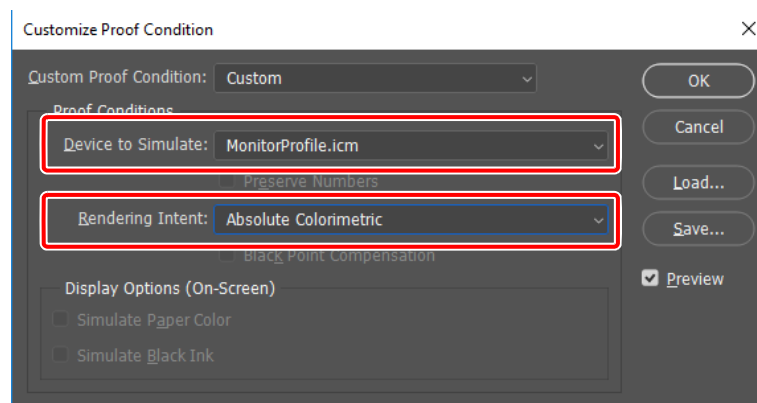 Customize Proof Condition
Custom Proof Condition: Custom
OK
Proof Conditions
Cancel
Device to Simulate: MonitorProfile.icm
Preserve Numbers
Load...
Rendering Intent: Absolute Colorimetric
Save...
Black Point Compensation
Display Options (On-Screen)
Preview
Simulate Paper Color
Simulate Black Ink